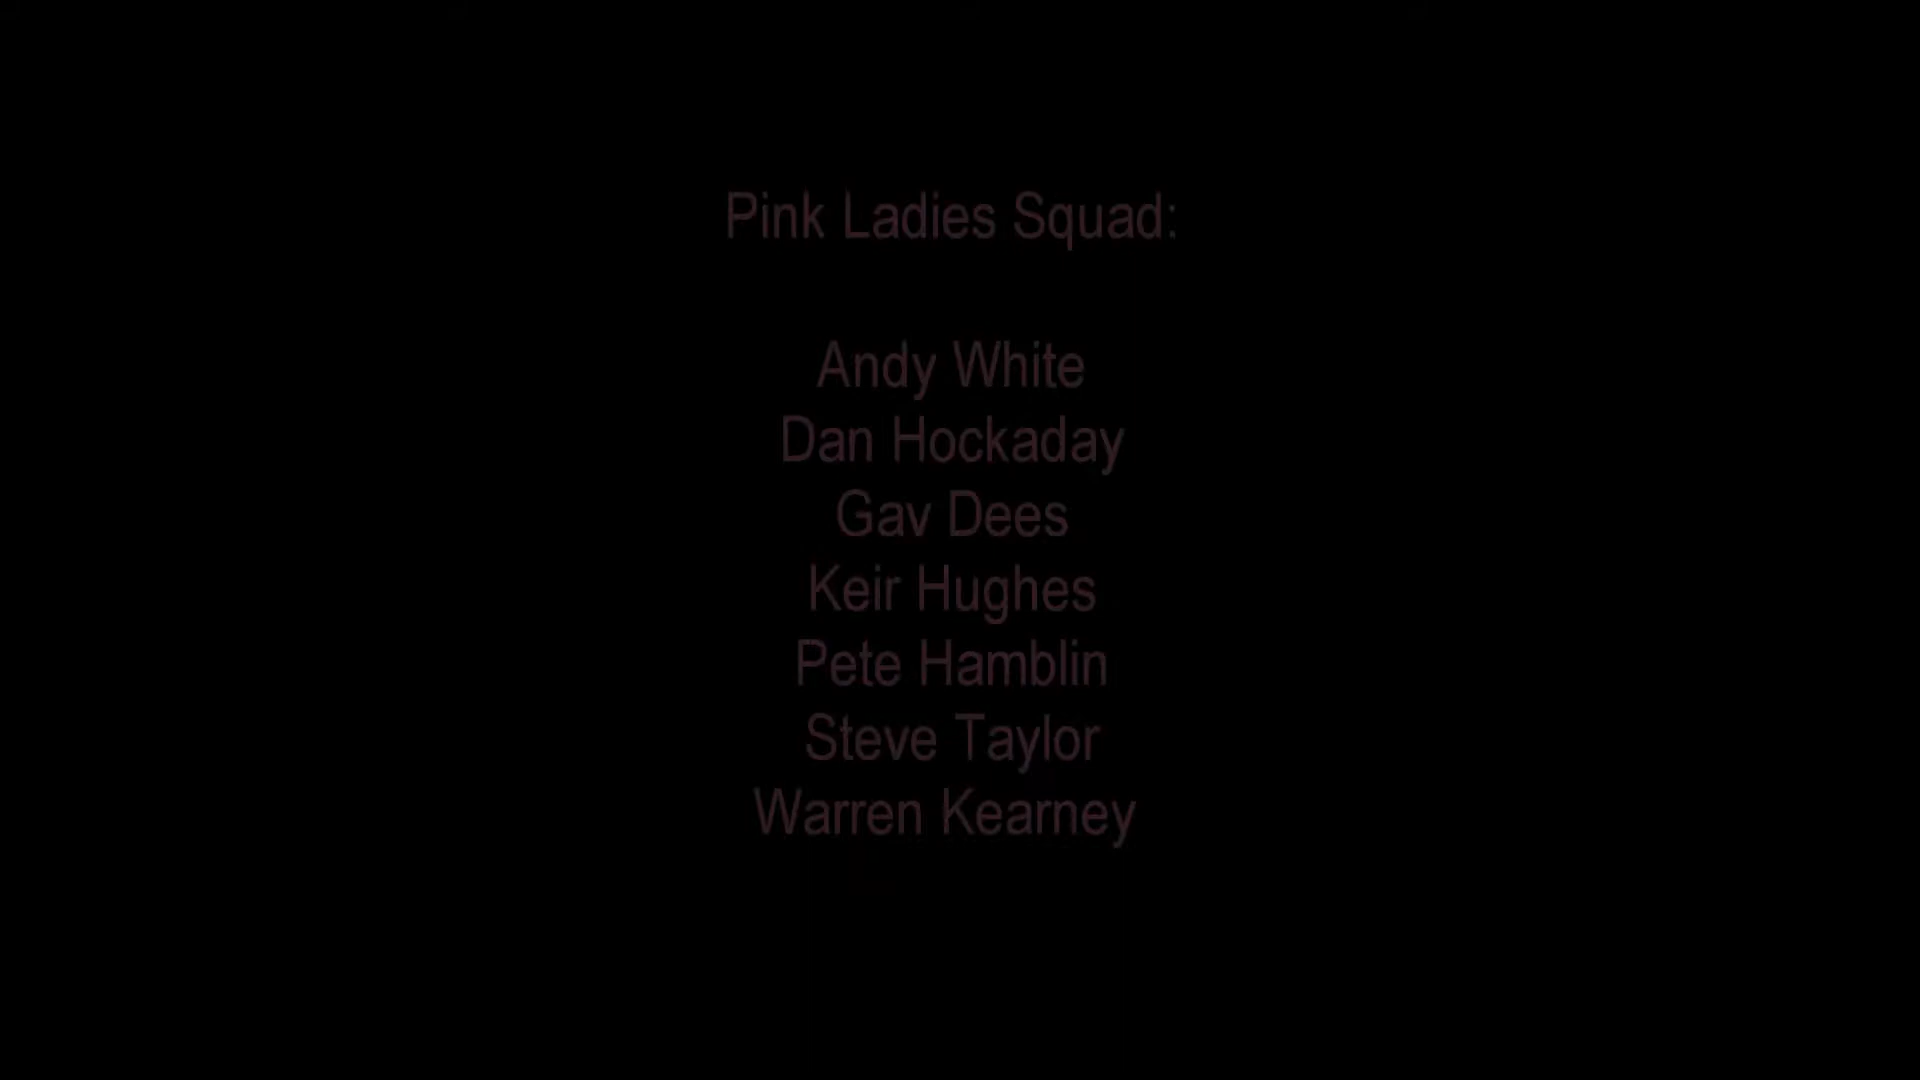 Pink Ladies Squad:
Andy White
Dan Hockaday
Gav Dees
Keir Hughes
Pete Hamblin
Steve Taylor
Warren Kearney